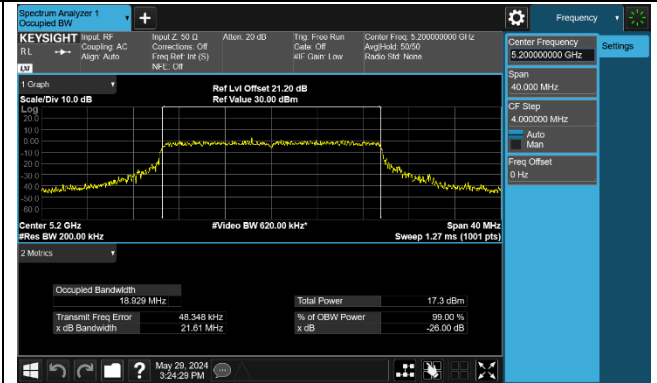 Spectrum Analyzer 1
Occupied BW
Frequency
KEYSIGHT
Input: RF
Coupling: AC
Align: Auto
Input Z: 50 Ω
Corrections: Off
Freq Ref: Int (S)
NFE: Off
Atten: 20 dB
Trig: Free Run
Gate: Off
#IF Gain: Low
Center Freq: 5.200000000 GHz
Avg|Hold: 50/50
Radio Std: None
RL
LXI
Center Frequency
5.200000000 GHz
Settings
Span
40.000 MHz
CF Step
4.000000 MHz
Auto
Man
Freq Offset
0 Hz
1 Graph
Scale/Div 10.0 dB
Ref Lvl Offset 21.20 dB
Ref Value 30.00 dBm
Log
20.0
10.0
0.00
-10.0
-20.0
-30.0
-40.0
-50.0
-60.0
Center 5.2 GHz
#Res BW 200.00 kHz
#Video BW 620.00 kHz*
Span 40 MHz
Sweep 1.27 ms (1001 pts)
2 Metrics
Occupied Bandwidth
18.929 MHz
Total Power 17.3 dBm
Transmit Freq Error 48.348 kHz
% of OBW Power 99.00 %
x dB Bandwidth 21.61 MHz
x dB -26.00 dB
?
May 29, 2024
3:24:29 PM